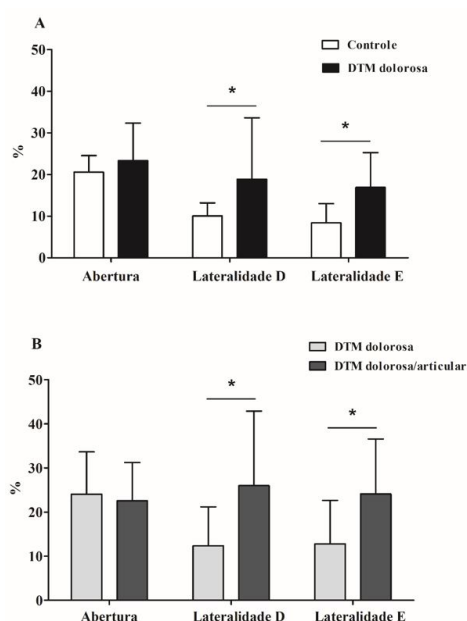 A
Controle
DTM dolorosa
50
40
30
20
10
0
%
*
*
Abertura Lateralidade D Lateralidade E
B
DTM dolorosa
DTM dolorosa/articular
50
40
30
20
10
0
%
*
*
Abertura Lateralidade D Lateralidade E